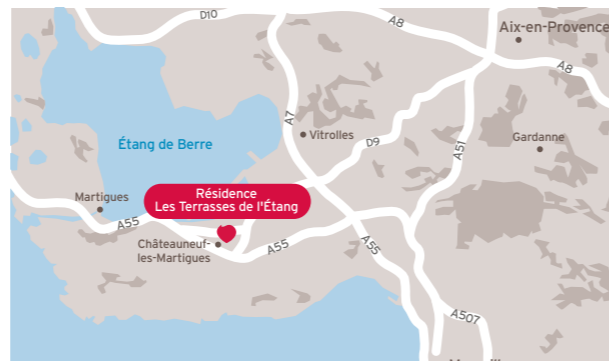 D10
A8
Aix-en-Provence
A8
A7
Vitrolles
D9
A51
Gardanne
Étang de Berre
Martigues
Résidence
Les Terrasses de l'Étang
A55
Châteauneuf-
les-Martigues
A55
A55
A507